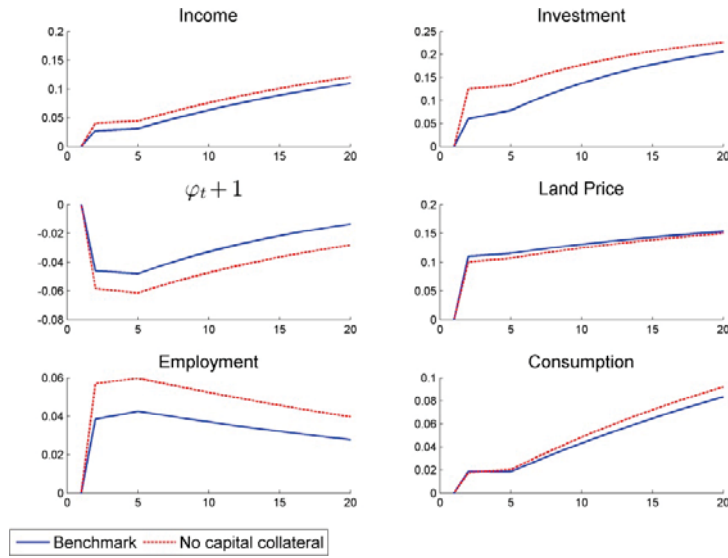 Income
0.2
0.15
0.1
0.05
0
0 5 10 15 20
Investment
0.25
0.2
0.15
0.1
0.05
0
0 5 10 15 20
φt + 1
0
-0.02
-0.04
-0.06
-0.08
0 5 10 15 20
Land Price
0.2
0.15
0.1
0.05
0
0 5 10 15 20
Employment
0.06
0.04
0.02
0
0 5 10 15 20
Consumption
0.1
0.08
0.06
0.04
0.02
0
0 5 10 15 20
Benchmark
No capital collateral